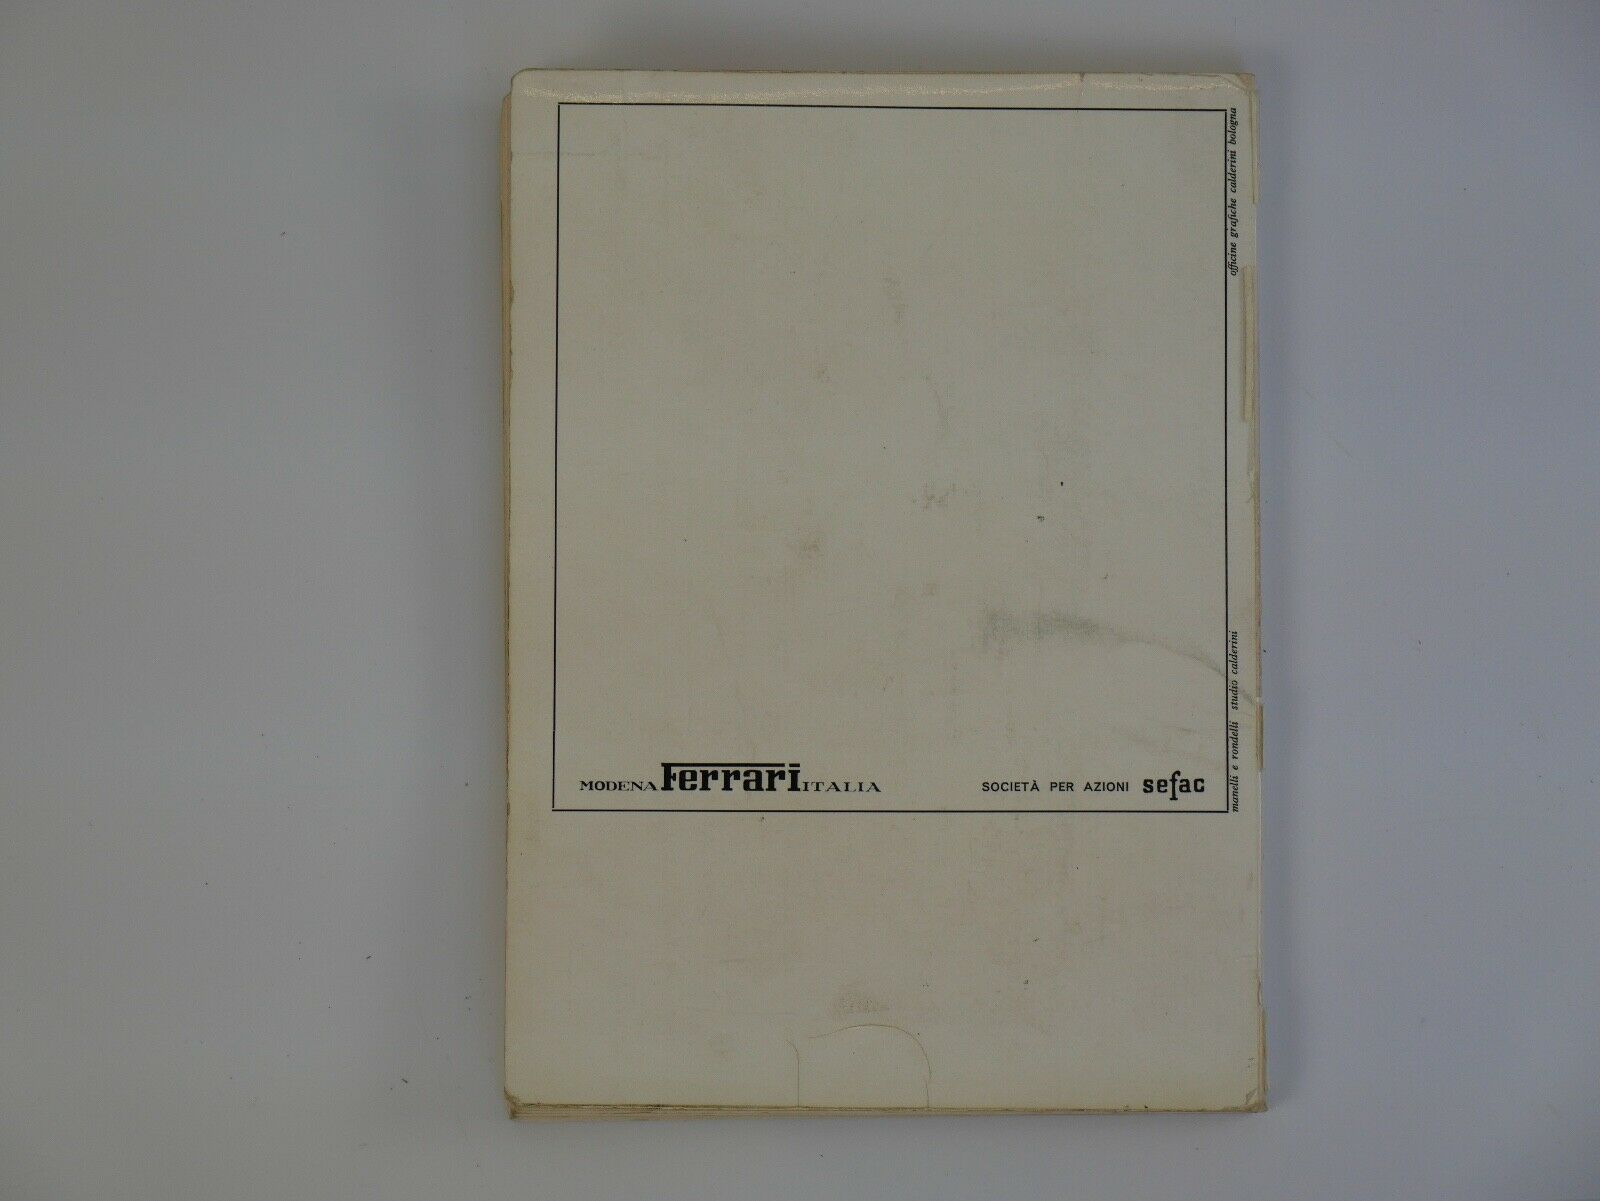 MODENA Ferrari ITALIA
SOCIETÀ PER AZIONI sefac
officine grafiche calderini bologna
manelli e rondelli studio calderini